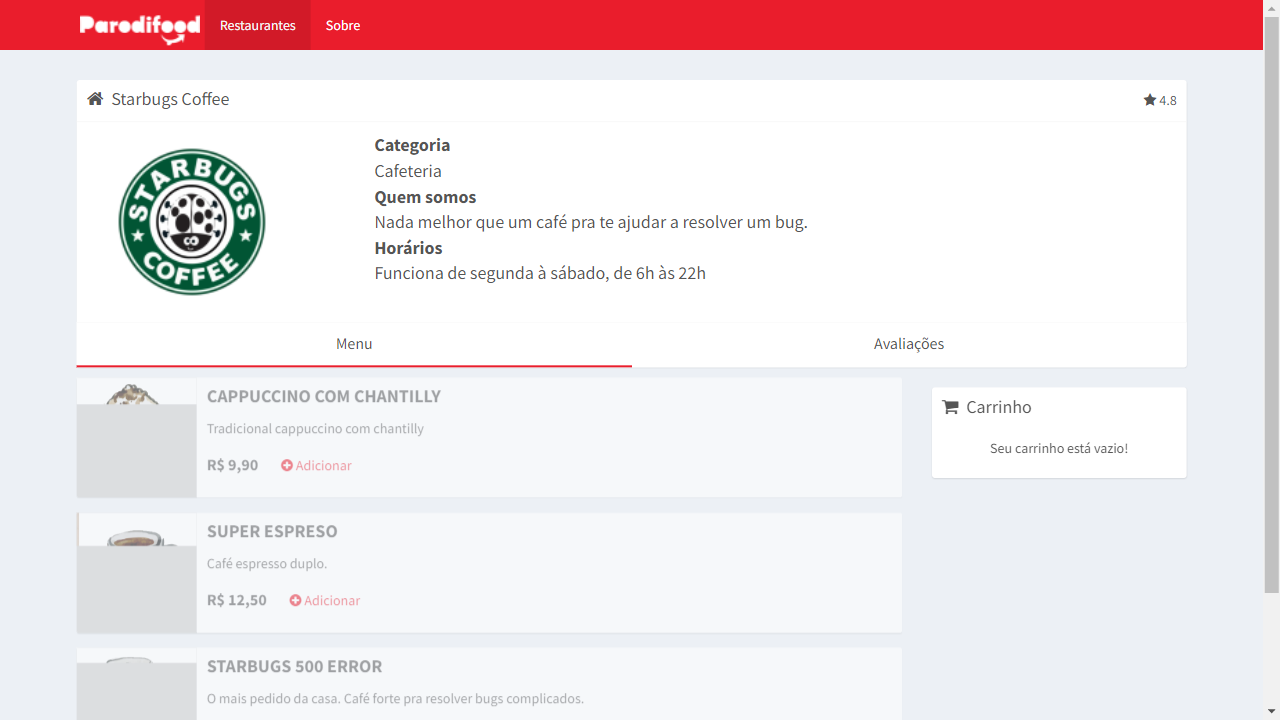 Parodifood
Restaurantes
Sobre
Starbugs Coffee
4.8
STARBUGS
COFFEE
Categoria
Cafeteria
Quem somos
Nada melhor que um café pra te ajudar a resolver um bug.
Horários
Funciona de segunda à sábado, de 6h às 22h
Menu
Avaliações
CAPPUCCINO COM CHANTILLY
Tradicional cappuccino com chantilly
R$ 9,90 Adicionar
SUPER ESPRESO
Café espresso duplo.
R$ 12,50 Adicionar
STARBUGS 500 ERROR
O mais pedido da casa. Café forte pra resolver bugs complicados.
Carrinho
Seu carrinho está vazio!